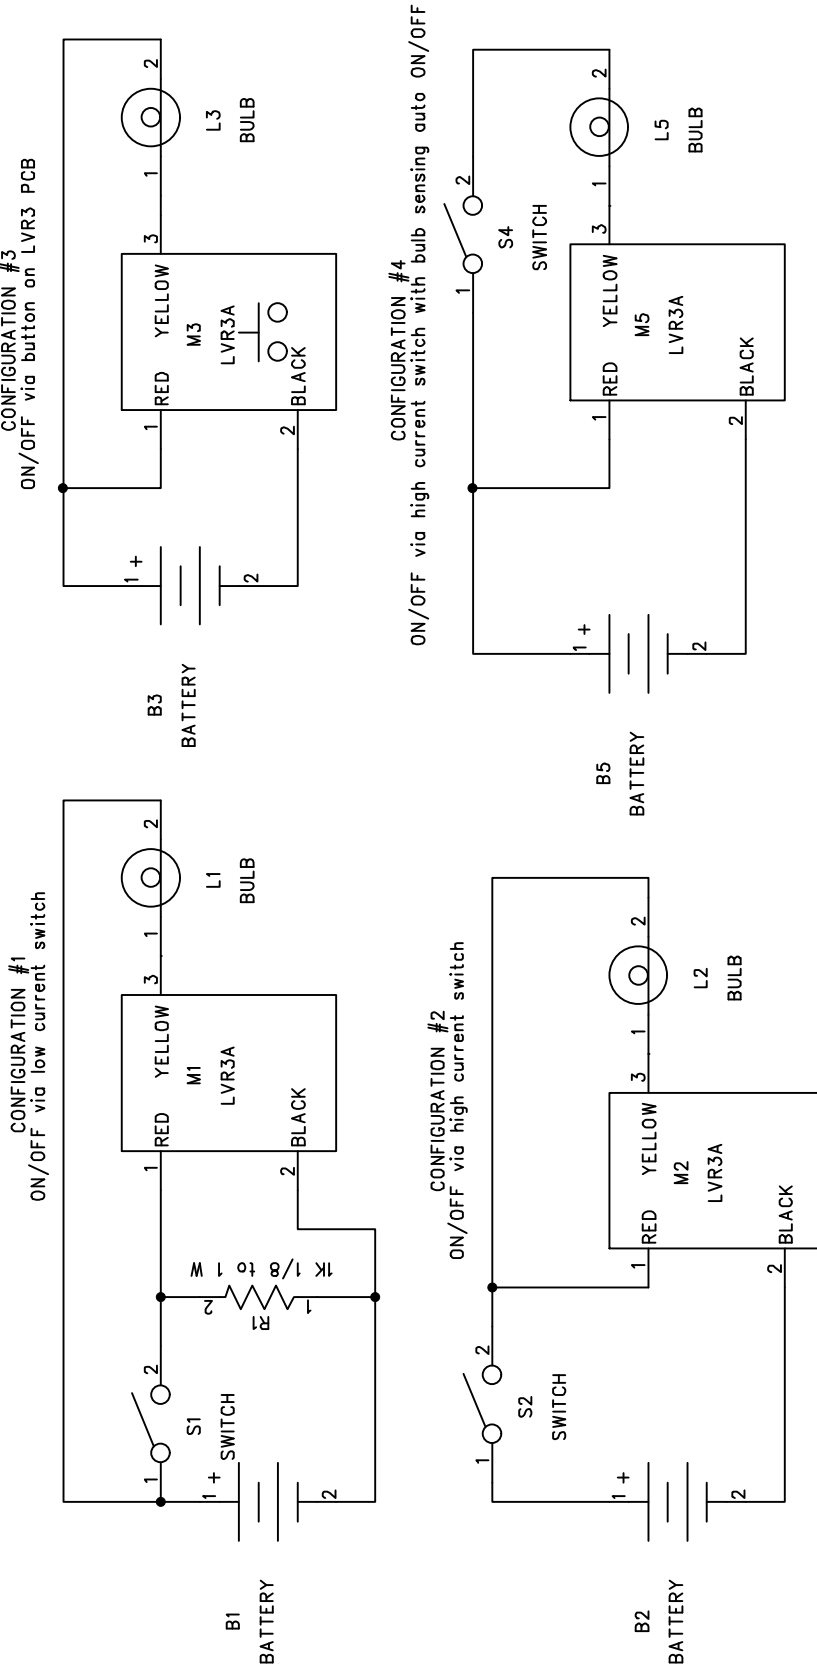 CONFIGURATION #1
ON/OFF via low current switch
B1
BATTERY
1 +
2
1
2
S1
SWITCH
2
1
R1
1K 1/8 to 1 W
1
RED
YELLOW
3
M1
LVR3A
2
BLACK
1
2
L1
BULB
CONFIGURATION #3
ON/OFF via button on LVR3 PCB
B3
BATTERY
1 +
2
1
RED
YELLOW
3
M3
LVR3A
2
BLACK
1
2
L3
BULB
CONFIGURATION #2
ON/OFF via high current switch
B2
BATTERY
1 +
2
1
2
S2
SWITCH
1
RED
YELLOW
3
M2
LVR3A
2
BLACK
1
2
L2
BULB
CONFIGURATION #4
ON/OFF via high current switch with bulb sensing auto ON/OFF
B5
BATTERY
1 +
2
1
2
S4
SWITCH
1
RED
YELLOW
3
M5
LVR3A
2
BLACK
1
2
L5
BULB